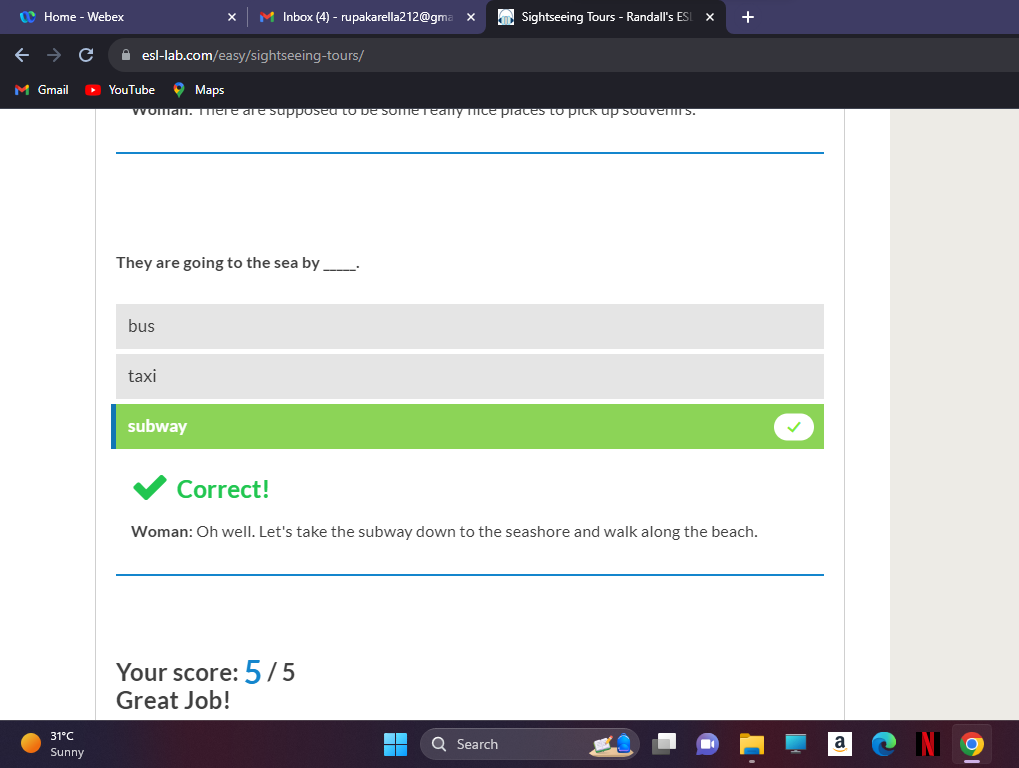 Home - Webex
Inbox (4) - rupakarella212@gma
Sightseeing Tours - Randall's ESL
esl-lab.com/easy/sightseeing-tours/
Gmail
YouTube
Maps
Woman: There are supposed to be some really nice places to pick up souvenirs.
They are going to the sea by _____.
bus
taxi
subway
Correct!
Woman: Oh well. Let's take the subway down to the seashore and walk along the beach.
Your score: 5 / 5
Great Job!
31°C
Sunny
Search
a
N